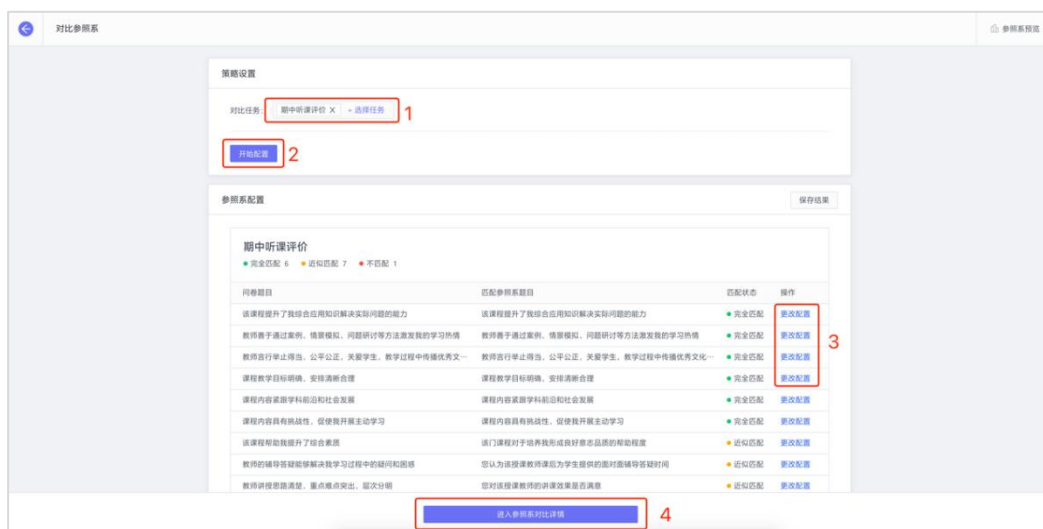 对比参照系
参照系预览
策略设置
对比任务: 期中听课评价 X + 选择任务 1
开始配置 2
参照系配置 保存结果
期中听课评价
完全匹配 6 近似匹配 7 不匹配 1
问卷题目 匹配参照系题目 匹配状态 操作
该课程提升了我综合应用知识解决实际问题的能力 该课程提升了我综合应用知识解决实际问题的能力 完全匹配 更改配置
教师善于通过案例、情景模拟、问题研讨等方法激发我的学习热情 教师善于通过案例、情景模拟、问题研讨等方法激发我的学习热情 完全匹配 更改配置
3
教师言行举止得当、公平公正、关爱学生、教学过程中传播优秀文… 教师言行举止得当、公平公正、关爱学生、教学过程中传播优秀文化… 完全匹配 更改配置
课程教学目标明确、安排清晰合理 课程教学目标明确、安排清晰合理 完全匹配 更改配置
课程内容紧跟学科前沿和社会发展 课程内容紧跟学科前沿和社会发展 完全匹配 更改配置
课程内容具有挑战性、促使我开展主动学习 课程内容具有挑战性、促使我开展主动学习 完全匹配 更改配置
该课程帮助我提升了综合素质 该门课程对于培养我形成良好意志品质的帮助程度 近似匹配 更改配置
教师的辅导答疑能够解决我学习过程中的疑问和困惑 您认为该授课教师课后为学生提供的面对面辅导答疑时间 近似匹配 更改配置
教师讲授思路清楚、重点难点突出、层次分明 您对该授课教师的讲课效果是否满意 近似匹配 更改配置
进入参照系对比详情 4